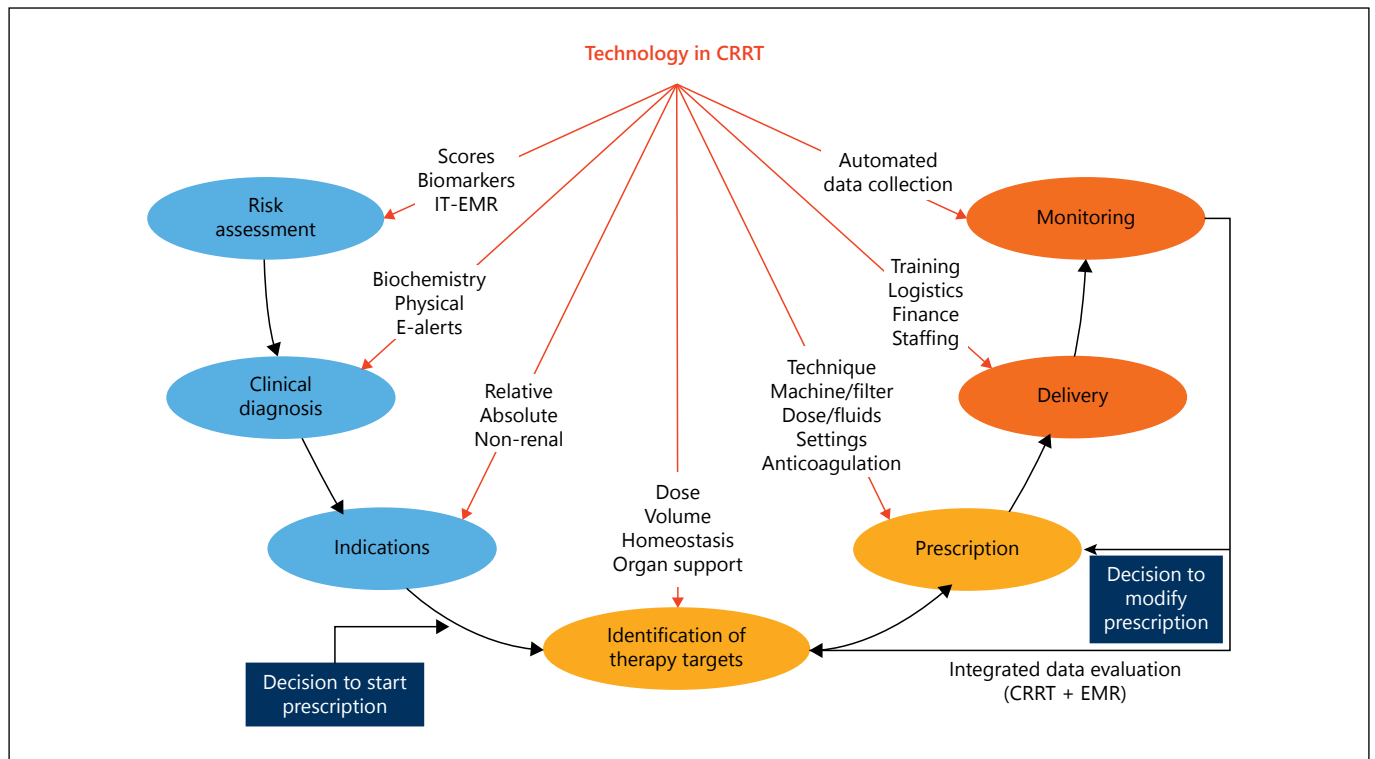 Technology in CRRT
Scores
Biomarkers
IT-EMR
Automated
data collection
Risk
assessment
Monitoring
Biochemistry
Physical
E-alerts
Training
Logistics
Finance
Staffing
Clinical
diagnosis
Relative
Absolute
Non-renal
Technique
Machine/filter
Dose/fluids
Settings
Anticoagulation
Delivery
Dose
Volume
Homeostasis
Organ support
Indications
Prescription
Decision to
modify
prescription
Identification of
therapy targets
Decision to start
prescription
Integrated data evaluation
(CRRT + EMR)